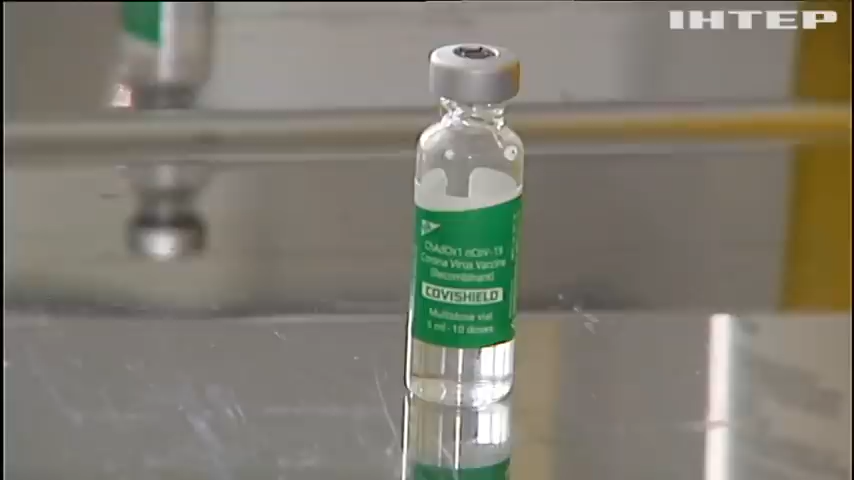 ІНТЕР
ChAdOx1 nCoV-19
Corona Virus Vaccine
(Recombinant)
COVISHIELD
Multidose vial
5 ml - 10 doses